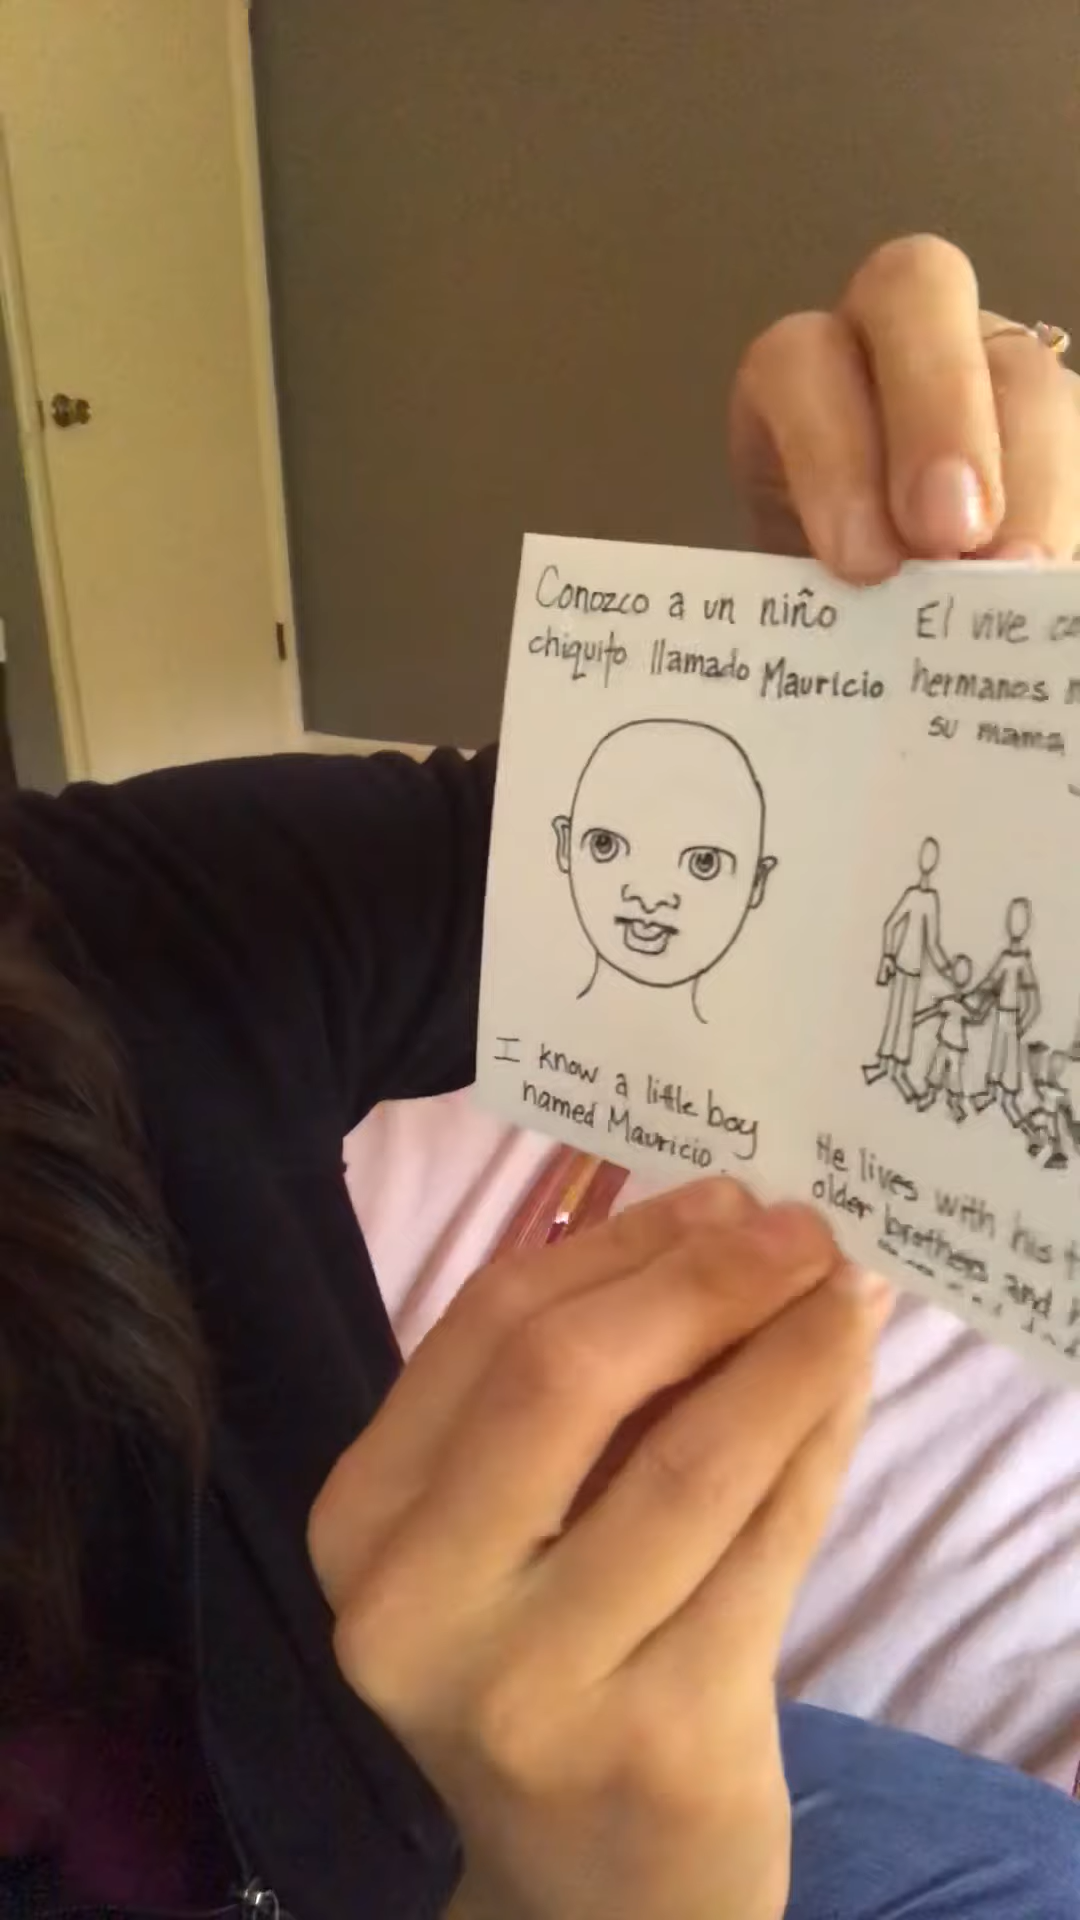 Conozco a un niño
chiquito llamado Mauricio
I know a little boy
named Mauricio.
El vive
hermanos
su mama
He lives with his
older brothers and